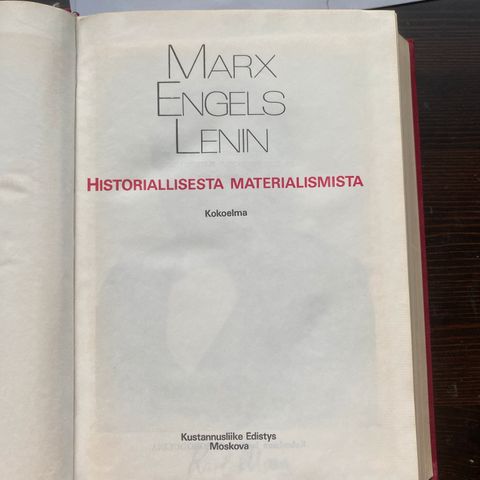 MARX
ENGELS
LENIN
HISTORIALLISESTA MATERIALISMISTA
Kokoelma
Kustannusliike Edistys
Moskova